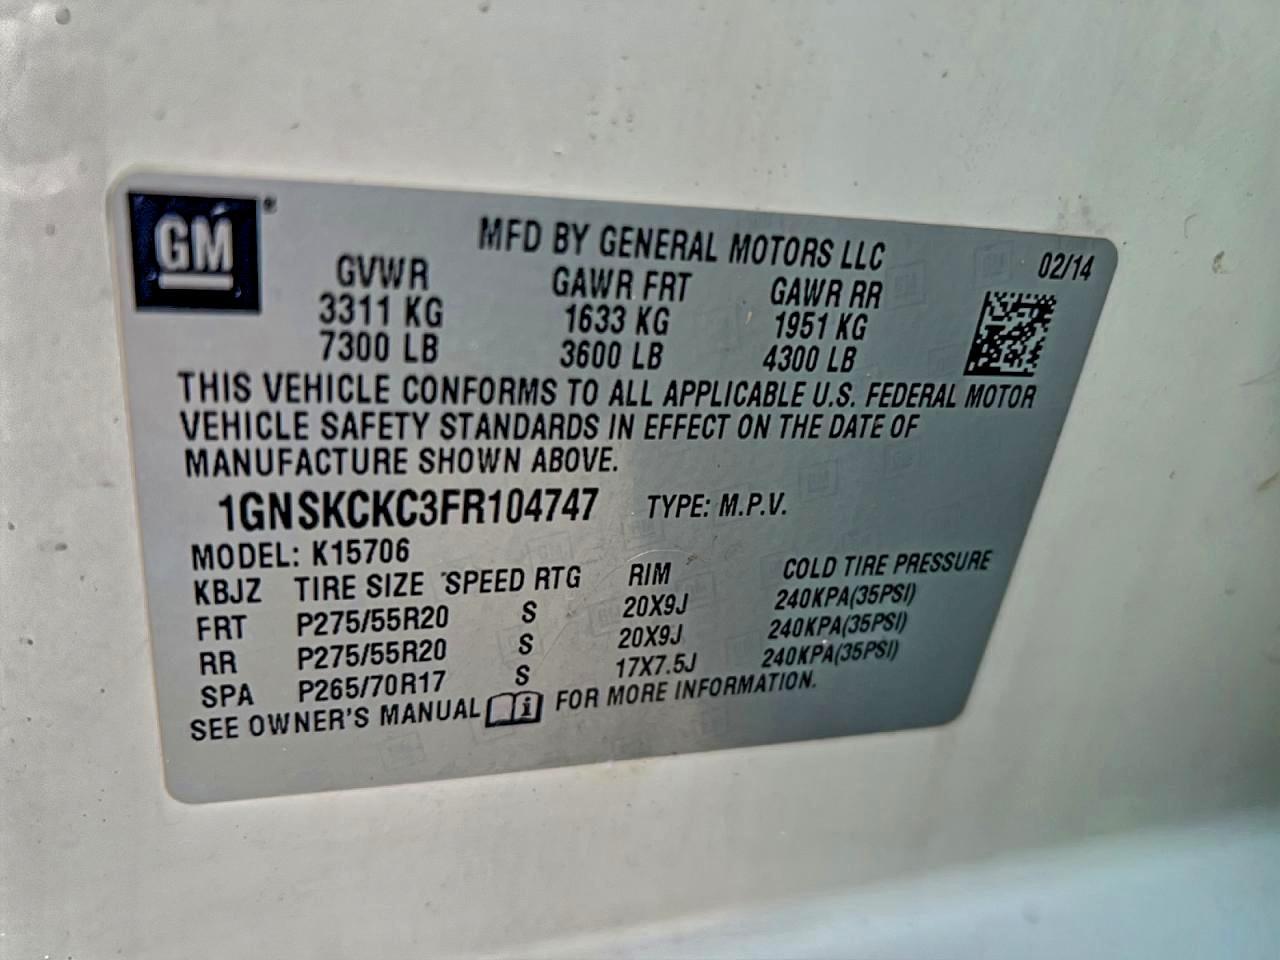 GM ®
MFD BY GENERAL MOTORS LLC 02/14
GVWR GAWR FRT GAWR RR
3311 KG 1633 KG 1951 KG
7300 LB 3600 LB 4300 LB
THIS VEHICLE CONFORMS TO ALL APPLICABLE U.S. FEDERAL MOTOR
VEHICLE SAFETY STANDARDS IN EFFECT ON THE DATE OF
MANUFACTURE SHOWN ABOVE.
1GNSKCKC3FR104747 TYPE: M.P.V.
MODEL: K15706
KBJZ TIRE SIZE SPEED RTG RIM COLD TIRE PRESSURE
FRT P275/55R20 S 20X9J 240KPA(35PSI)
RR P275/55R20 S 20X9J 240KPA(35PSI)
SPA P265/70R17 S 17X7.5J 240KPA(35PSI)
SEE OWNER'S MANUAL i FOR MORE INFORMATION.